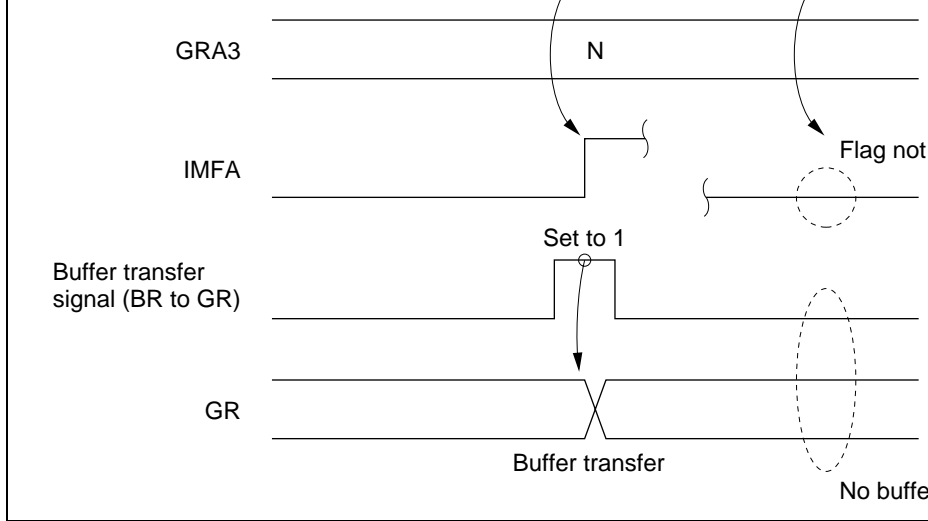 GRA3
N
IMFA
Flag not
Set to 1
Buffer transfer
signal (BR to GR)
GR
Buffer transfer
No buffe